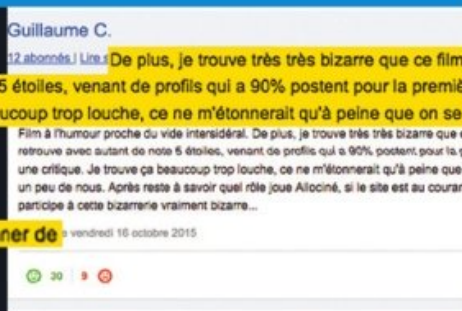 Guillaume C.
12 abonnés | Lire s
De plus, je trouve très très bizarre que ce film
5 étoiles, venant de profils qui a 90% postent pour la premiè
ucoup trop louche, ce ne m'étonnerait qu'à peine que on se
Film à l'humour proche du vide intersidéral. De plus, je trouve très très bizarre que
retrouve avec autant de note 5 étoiles, venant de profils qui a 90% postent pour la p
une critique. Je trouve ça beaucoup trop louche, ce ne m'étonnerait qu'à peine que
un peu de nous. Après reste à savoir quel rôle joue Allociné, si le site est au couran
participe à cette bizarrerie vraiment bizarre...
ner de
vendredi 16 octobre 2015
20 9